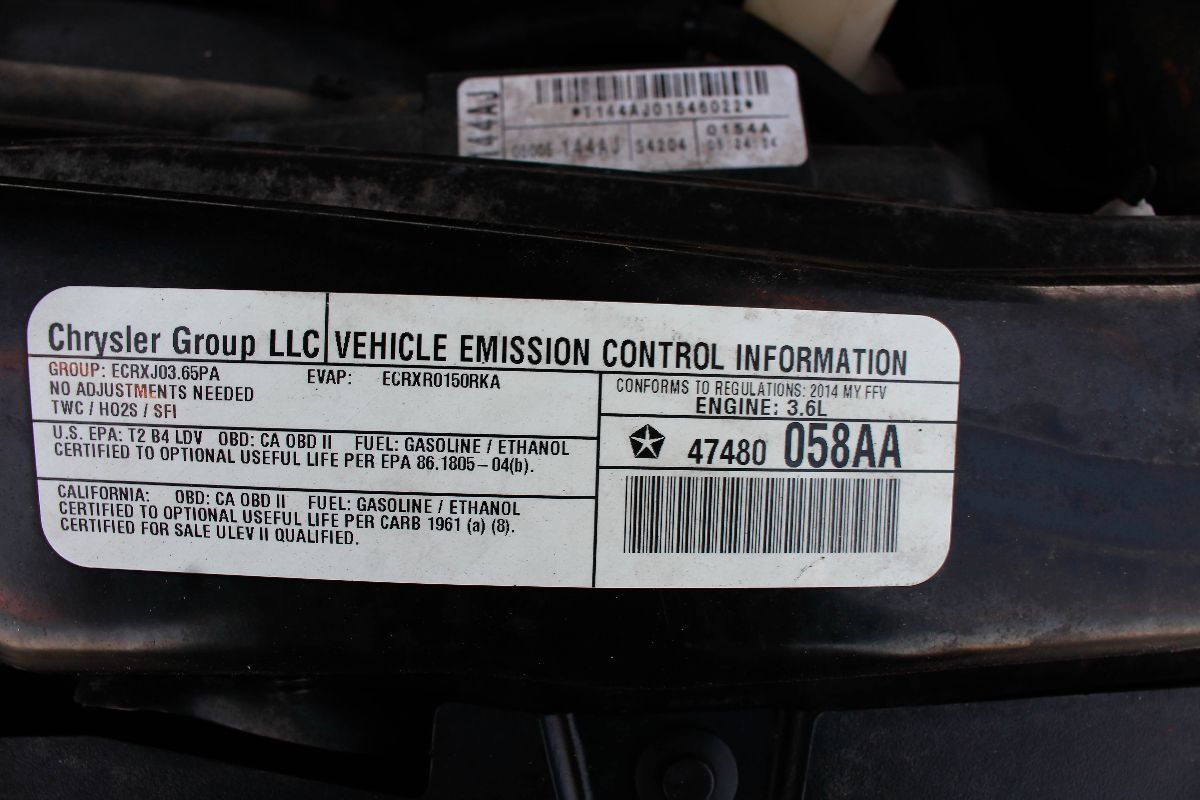 144AJ
*T144AJ01546022*
144AJ S4204 0154A
Chrysler Group LLC VEHICLE EMISSION CONTROL INFORMATION
GROUP: ECRXJ03.65PA EVAP: ECRXR0150RKA
NO ADJUSTMENTS NEEDED
TWC / HO2S / SFI
CONFORMS TO REGULATIONS: 2014 MY FFV
ENGINE: 3.6L
U.S. EPA: T2 B4 LDV OBD: CA OBD II FUEL: GASOLINE / ETHANOL
CERTIFIED TO OPTIONAL USEFUL LIFE PER EPA 86.1805-04(b).
47480 058AA
CALIFORNIA: OBD: CA OBD II FUEL: GASOLINE / ETHANOL
CERTIFIED TO OPTIONAL USEFUL LIFE PER CARB 1961 (a) (8).
CERTIFIED FOR SALE ULEV II QUALIFIED.